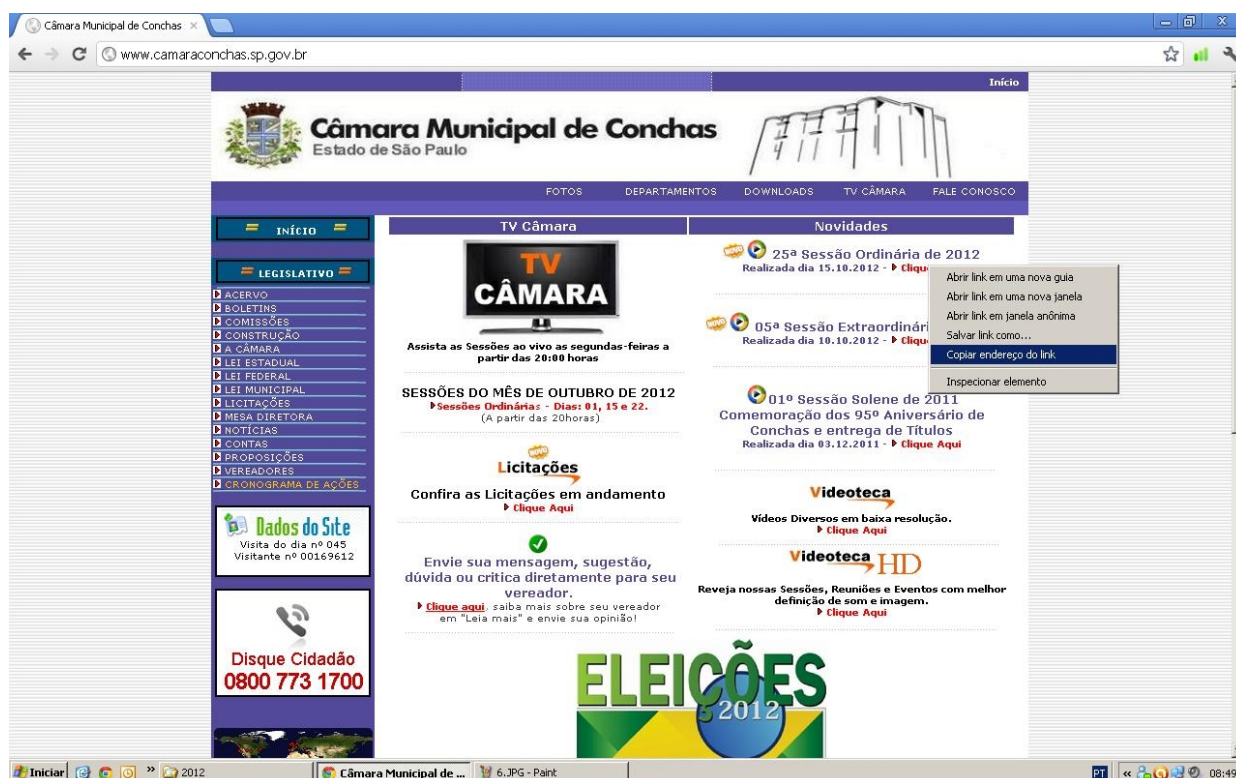 Câmara Municipal de Conchas
www.camaraconchas.sp.gov.br
Início
Câmara Municipal de Conchas
Estado de São Paulo
FOTOS DEPARTAMENTOS DOWNLOADS TV CÂMARA FALE CONOSCO
INÍCIO
LEGISLATIVO
ACERVO
BOLETINS
COMISSÕES
CONSTRUÇÃO
A CÂMARA
LEI ESTADUAL
LEI FEDERAL
LEI MUNICIPAL
LICITAÇÕES
MESA DIRETORA
NOTÍCIAS
CONTAS
PROPOSIÇÕES
VEREADORES
CRONOGRAMA DE AÇÕES
Dados do Site
Visita do dia nº 045
Visitante nº 00169612
Disque Cidadão
0800 773 1700
TV Câmara
TV
CÂMARA
Assista as Sessões ao vivo as segundas-feiras a
partir das 20:00 horas
SESSÕES DO MÊS DE OUTUBRO DE 2012
Sessões Ordinárias - Dias: 01, 15 e 22.
(A partir das 20horas)
NOVO
Licitações
Confira as Licitações em andamento
Clique Aqui
Envie sua mensagem, sugestão,
dúvida ou critica diretamente para seu
vereador.
Clique aqui, saiba mais sobre seu vereador
em "Leia mais" e envie sua opinião!
Novidades
NOVO 25ª Sessão Ordinária de 2012
Realizada dia 15.10.2012 - Cliqu
NOVO 05ª Sessão Extraordinári
Realizada dia 10.10.2012 - Cliqu
01º Sessão Solene de 2011
Comemoração dos 95º Aniversário de
Conchas e entrega de Títulos
Realizada dia 03.12.2011 - Clique Aqui
Videoteca
Vídeos Diversos em baixa resolução.
Clique Aqui
Videoteca HD
Reveja nossas Sessões, Reuniões e Eventos com melhor
definição de som e imagem.
Clique Aqui
Abrir link em uma nova guia
Abrir link em uma nova janela
Abrir link em janela anônima
Salvar link como...
Copiar endereço do link
Inspecionar elemento
ELEIÇÕES
2012
Iniciar » 2012 Câmara Municipal de ... 6.JPG - Paint PT « 08:49